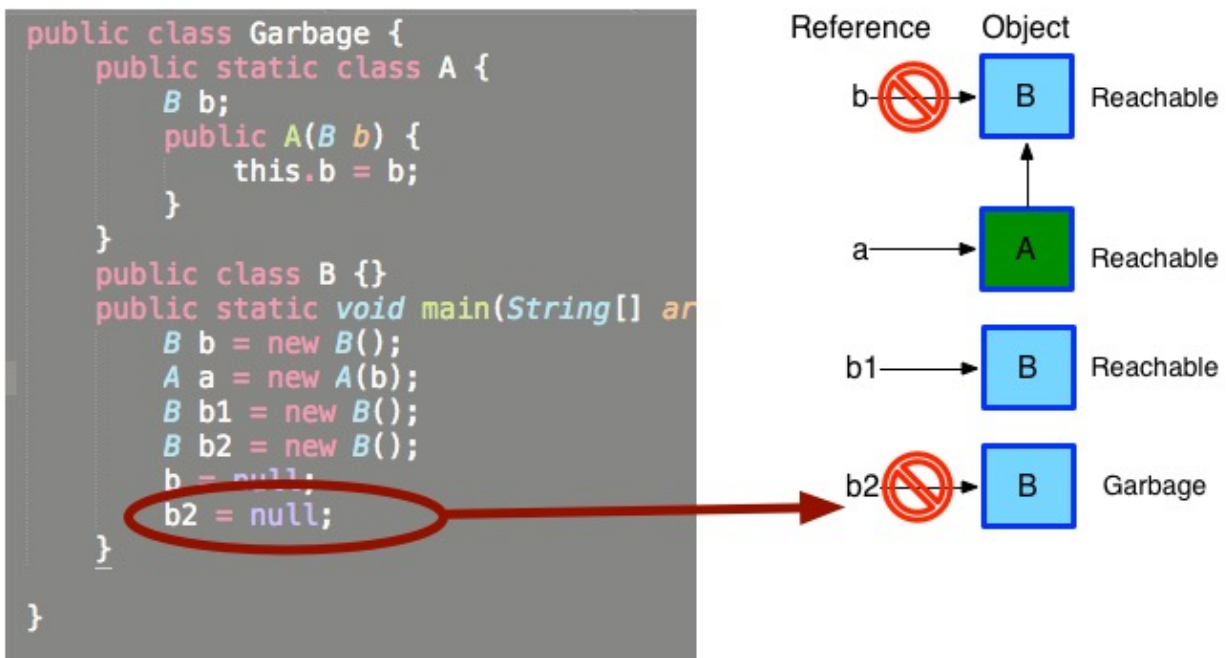 public class Garbage {
public static class A {
B b;
public A(B b) {
this.b = b;
}
}
public class B {}
public static void main(String[] ar
B b = new B();
A a = new A(b);
B b1 = new B();
B b2 = new B();
b = null;
b2 = null;
}
}
Reference Object
b B Reachable
a A Reachable
b1 B Reachable
b2 B Garbage